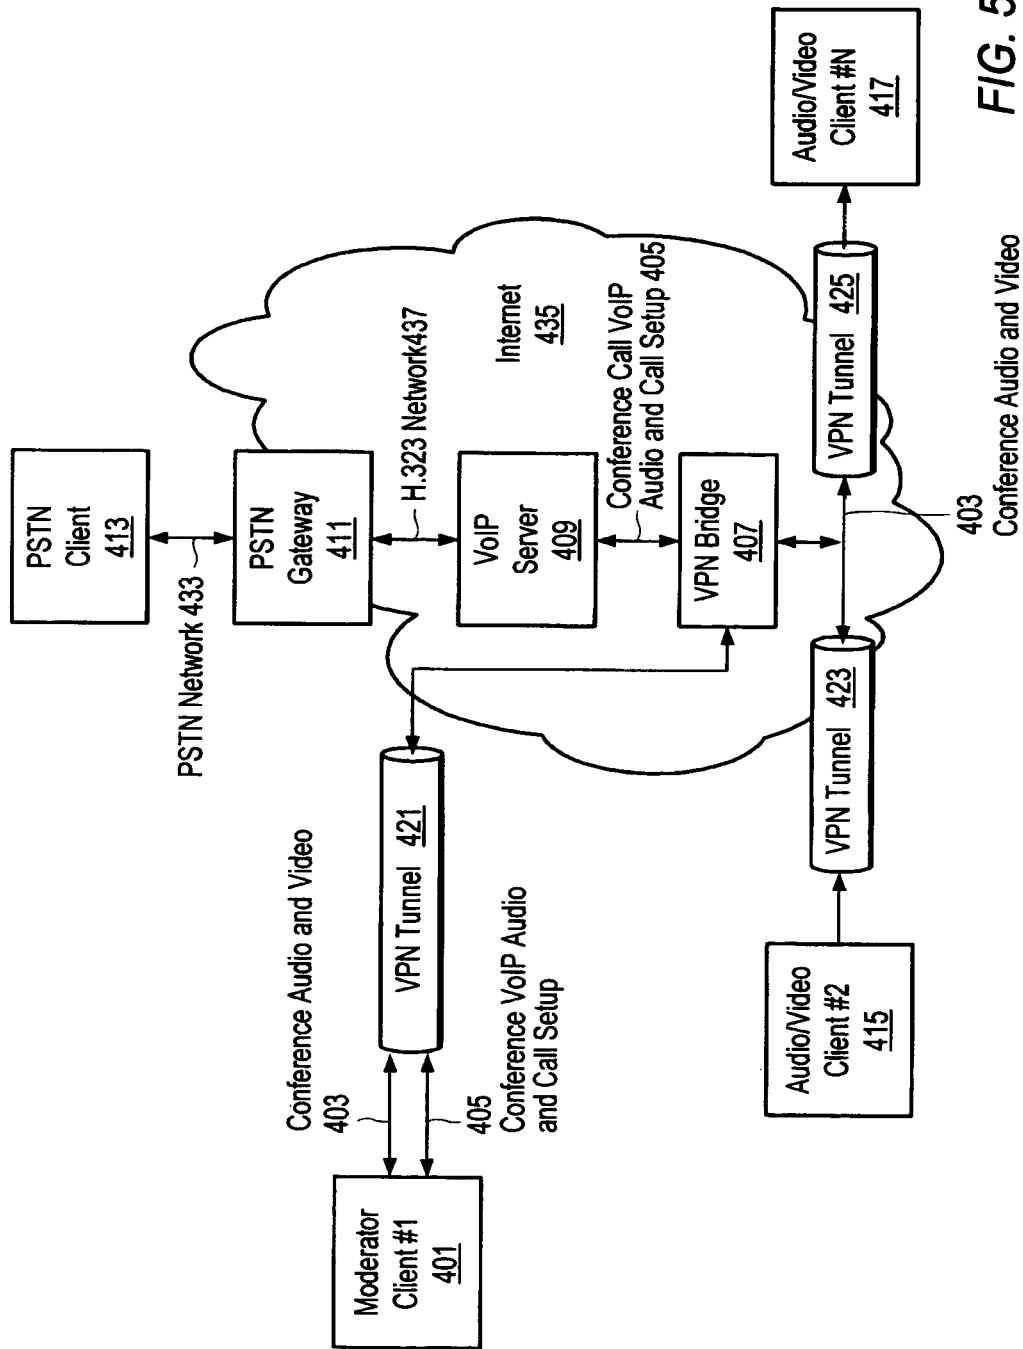 PSTN
Client
413
PSTN Network 433
PSTN
Gateway
411
H.323 Network437
Internet
435
VoIP
Server
409
Conference Call VoIP
Audio and Call Setup 405
VPN Bridge
407
Conference Audio and Video
403
VPN Tunnel 421
405
Conference VoIP Audio
and Call Setup
Moderator
Client #1
401
Audio/Video
Client #2
415
VPN Tunnel 423
VPN Tunnel 425
403
Conference Audio and Video
Audio/Video
Client #N
417
FIG. 5